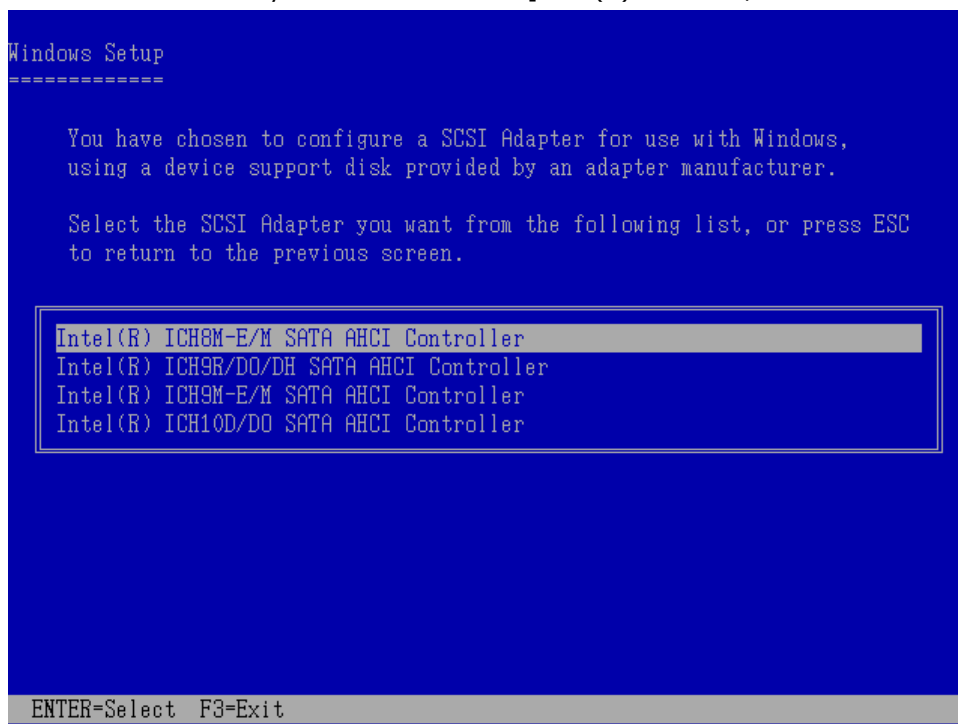 Windows Setup
=============
You have chosen to configure a SCSI Adapter for use with Windows,
using a device support disk provided by an adapter manufacturer.
Select the SCSI Adapter you want from the following list, or press ESC
to return to the previous screen.
Intel(R) ICH8M-E/M SATA AHCI Controller
Intel(R) ICH9R/DO/DH SATA AHCI Controller
Intel(R) ICH9M-E/M SATA AHCI Controller
Intel(R) ICH10D/DO SATA AHCI Controller
ENTER=Select F3=Exit